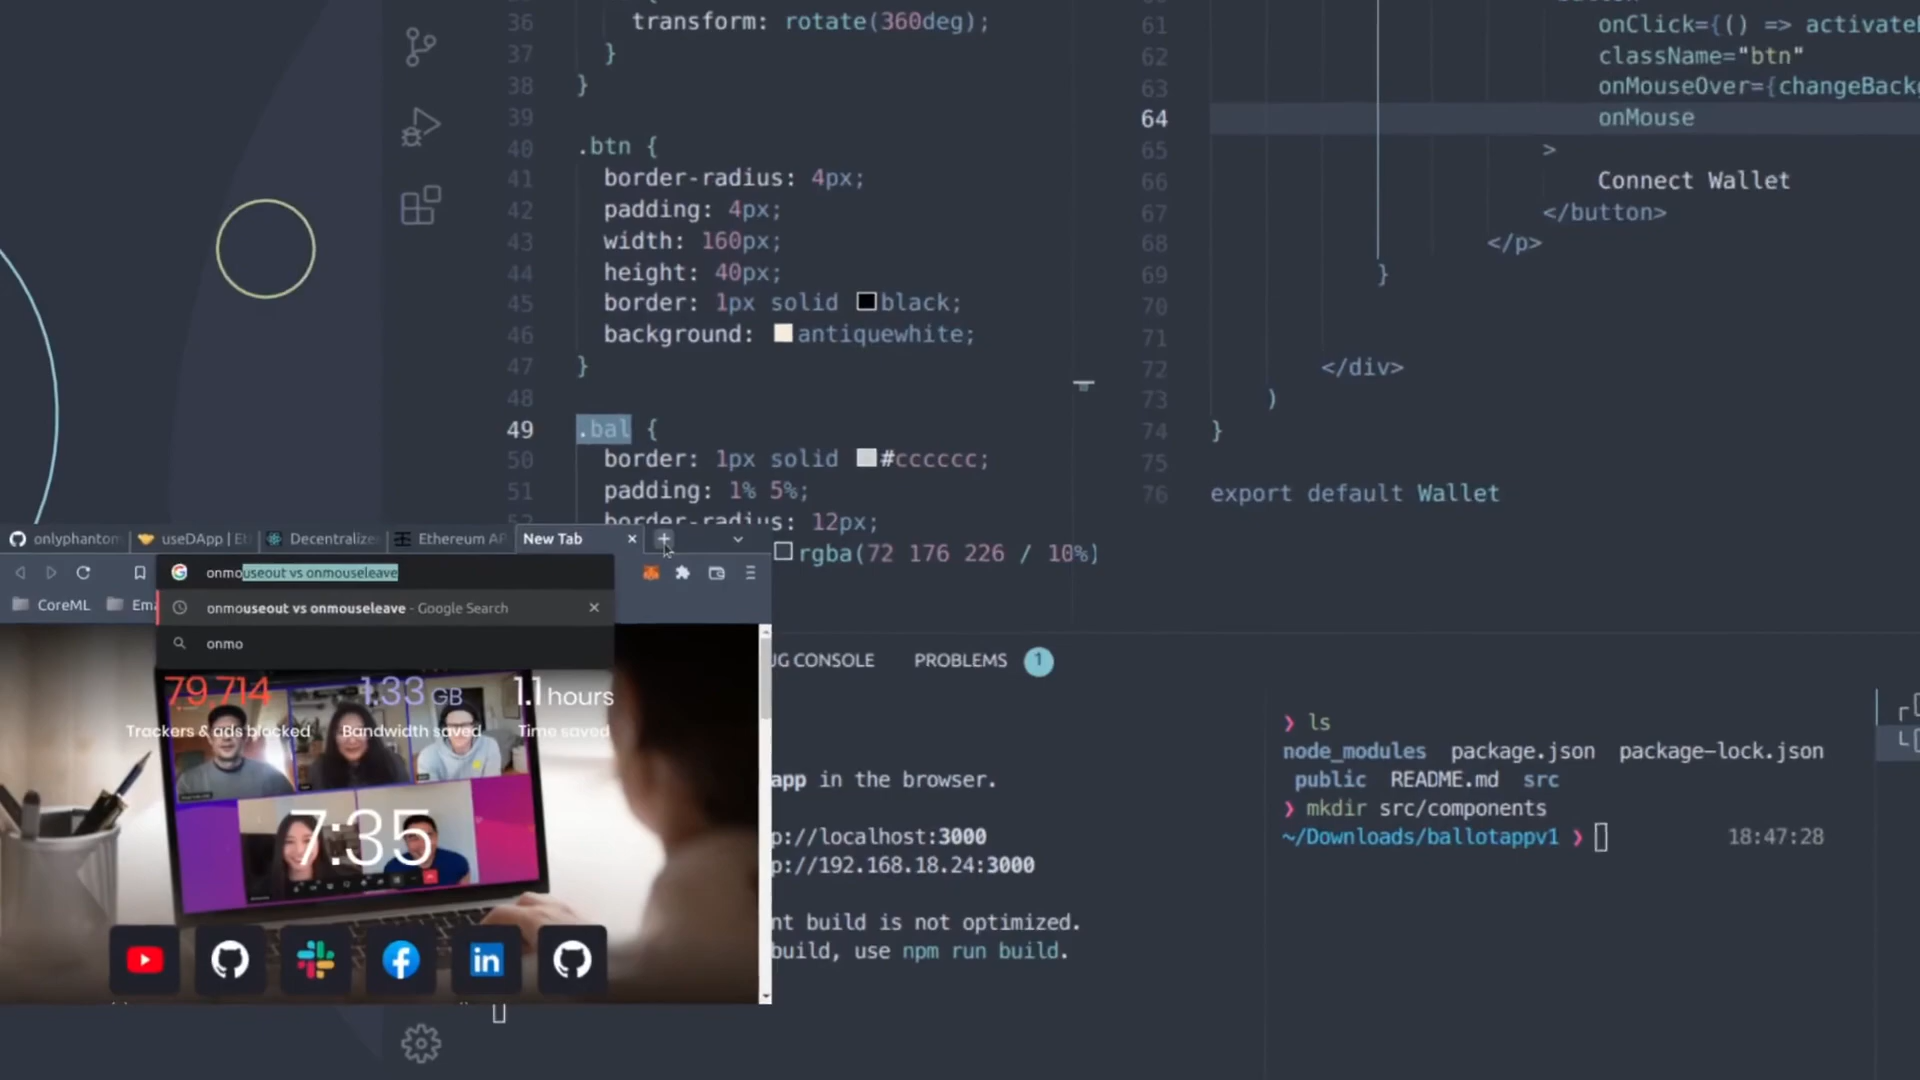 36 transform: rotate(360deg);
37 }
38 }
39
40 .btn {
41 border-radius: 4px;
42 padding: 4px;
43 width: 160px;
44 height: 40px;
45 border: 1px solid black;
46 background: antiquewhite;
47 }
48
49 .bal {
50 border: 1px solid #cccccc;
51 padding: 1% 5%;
border-radius: 12px;
rgba(72 176 226 / 10%)
61 onClick={() => activate
62 className="btn"
63 onMouseOver={changeBack
64 onMouse
65 >
66 Connect Wallet
67 </button>
68 </p>
69 }
70
71
72 </div>
73 )
74 }
75
76 export default Wallet
onlyphantom useDApp | Et Decentralize Ethereum AP New Tab
onmouseout vs onmouseleave
CoreML Ema
onmouseout vs onmouseleave - Google Search
onmo
79,714 1.33 GB 1.1 hours
Trackers & ads blocked Bandwidth saved Time saved
7:35
UG CONSOLE PROBLEMS 1
app in the browser.
p://localhost:3000
p://192.168.18.24:3000
nt build is not optimized.
build, use npm run build.
❯ ls
node_modules package.json package-lock.json
public README.md src
❯ mkdir src/components
~/Downloads/ballotappv1 ❯ 18:47:28